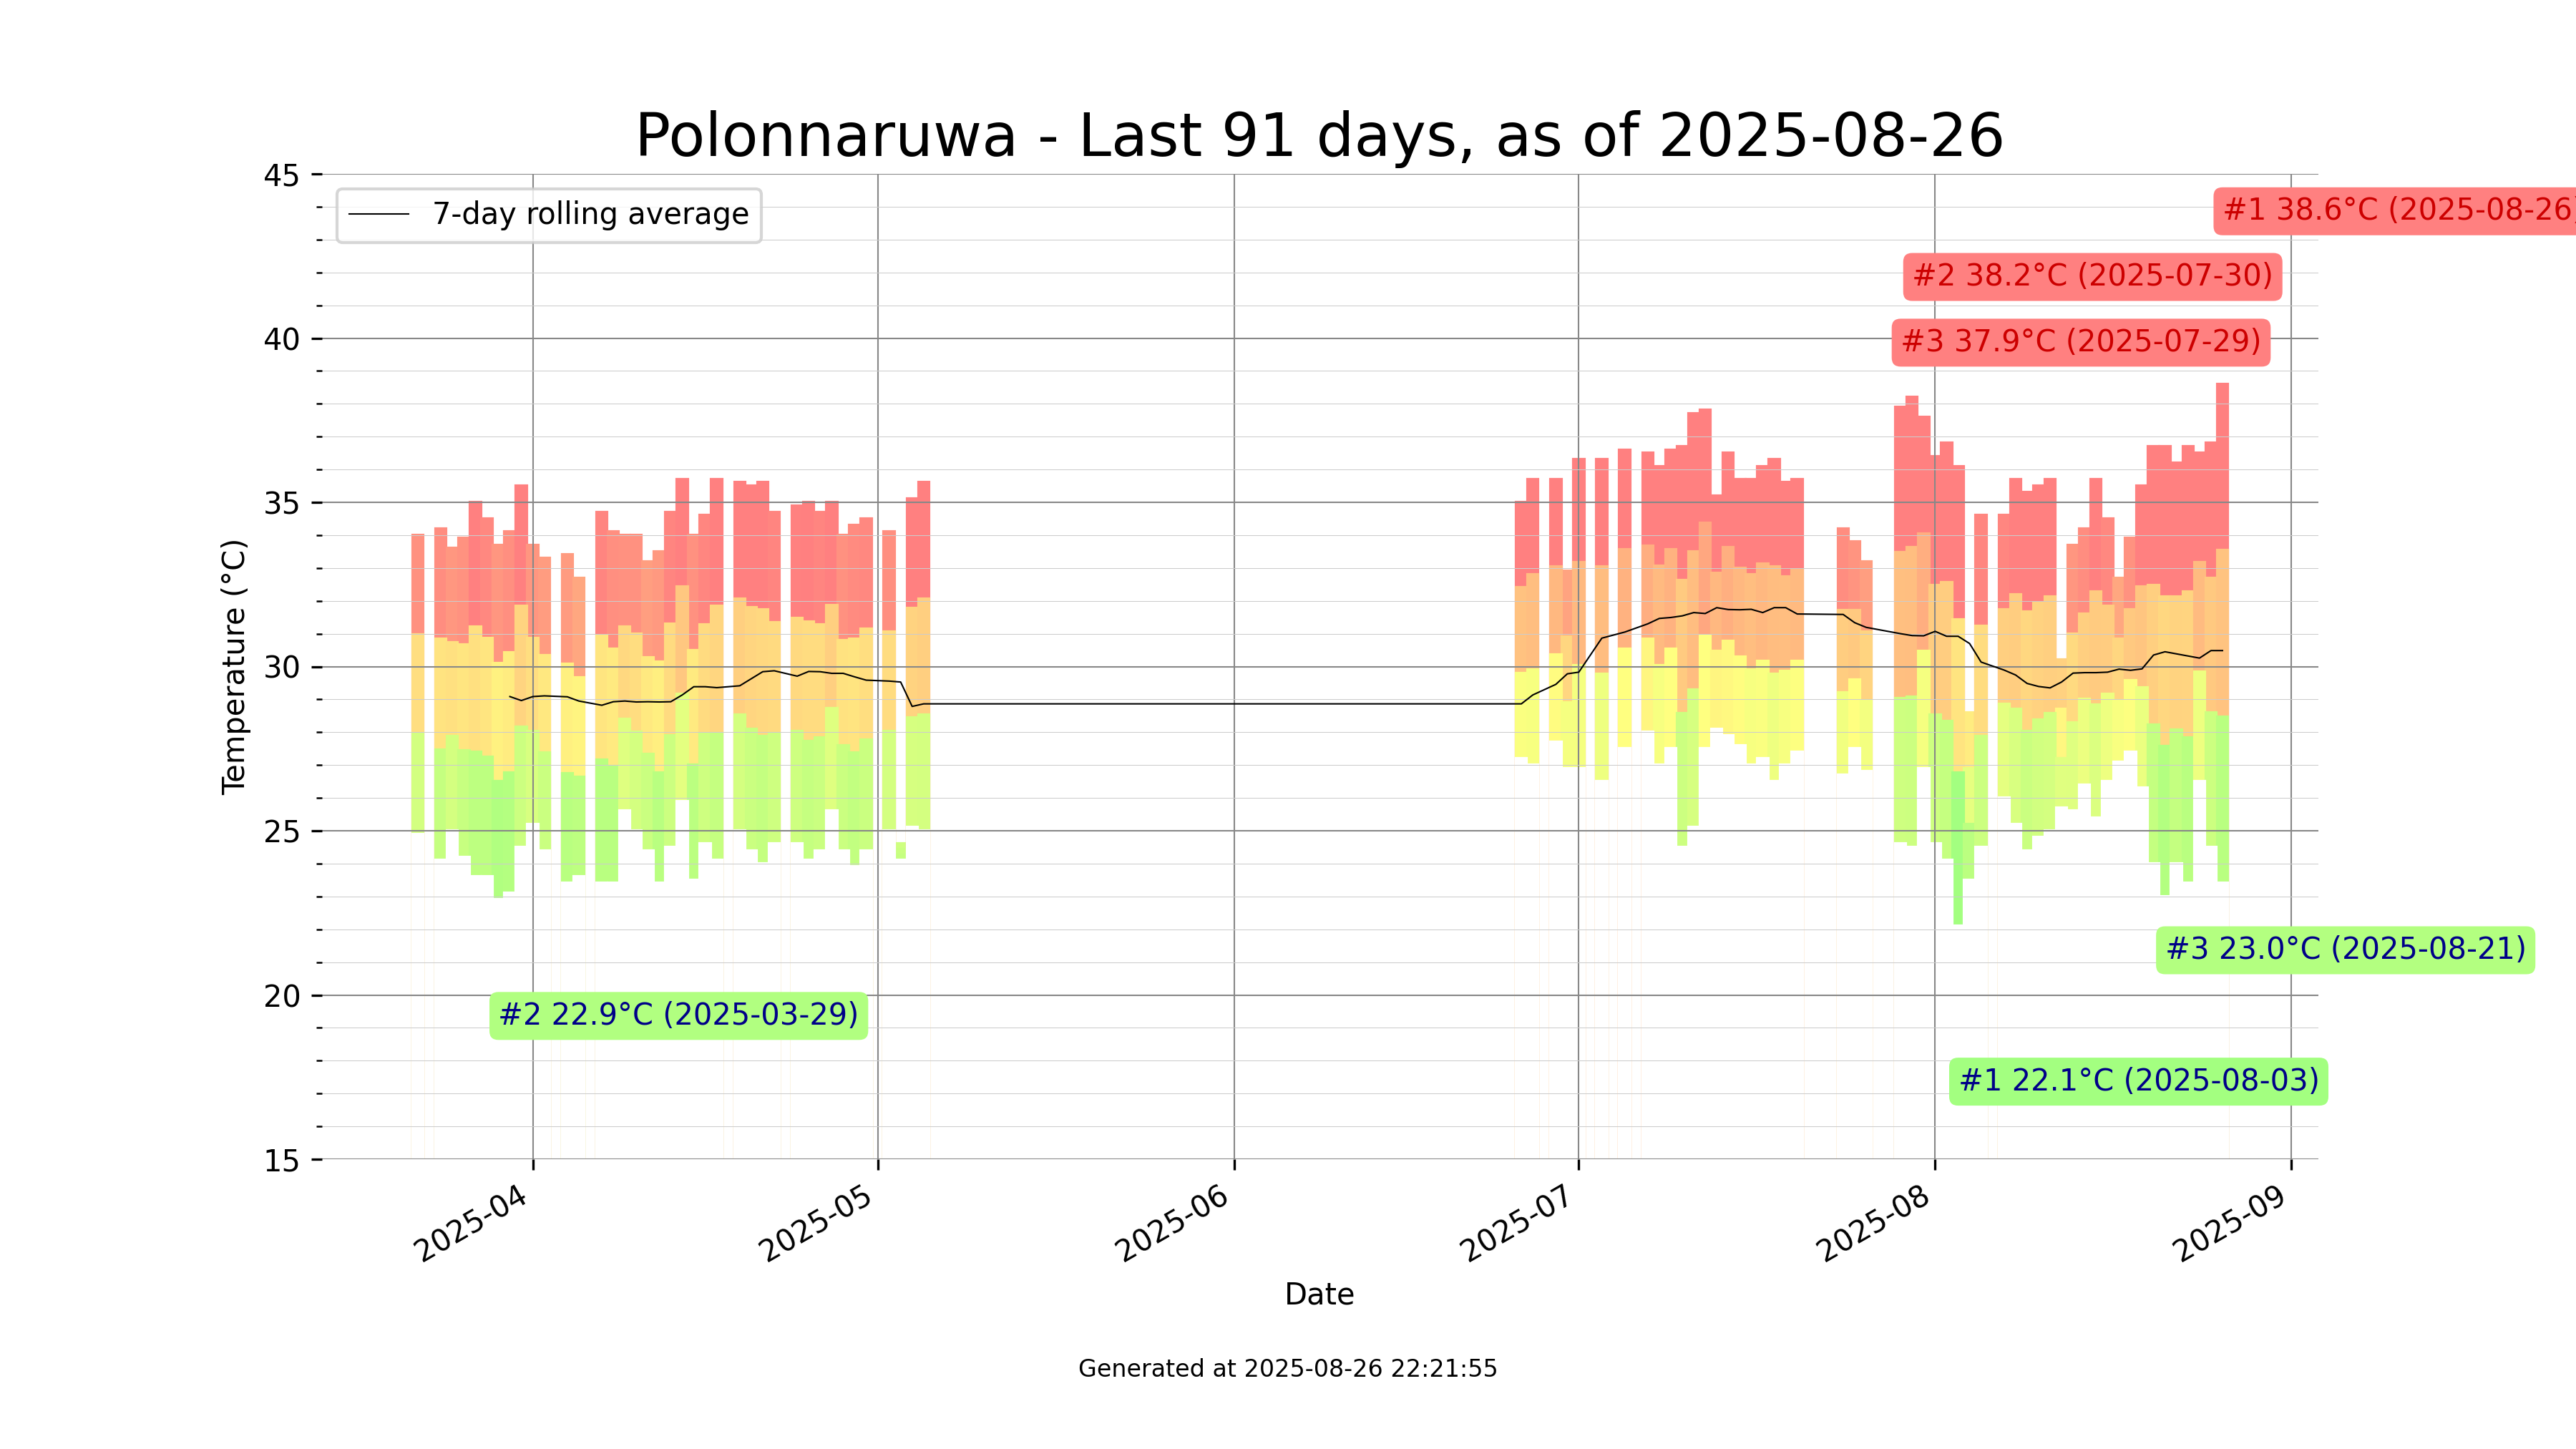 Polonnaruwa - Last 91 days, as of 2025-08-26
45
7-day rolling average
#1 38.6°C (2025-08-26)
#2 38.2°C (2025-07-30)
#3 37.9°C (2025-07-29)
40
35
30
Temperature (°C)
25
#3 23.0°C (2025-08-21)
20
#2 22.9°C (2025-03-29)
#1 22.1°C (2025-08-03)
15
2025-04
2025-05
2025-06
2025-07
2025-08
2025-09
Date
Generated at 2025-08-26 22:21:55